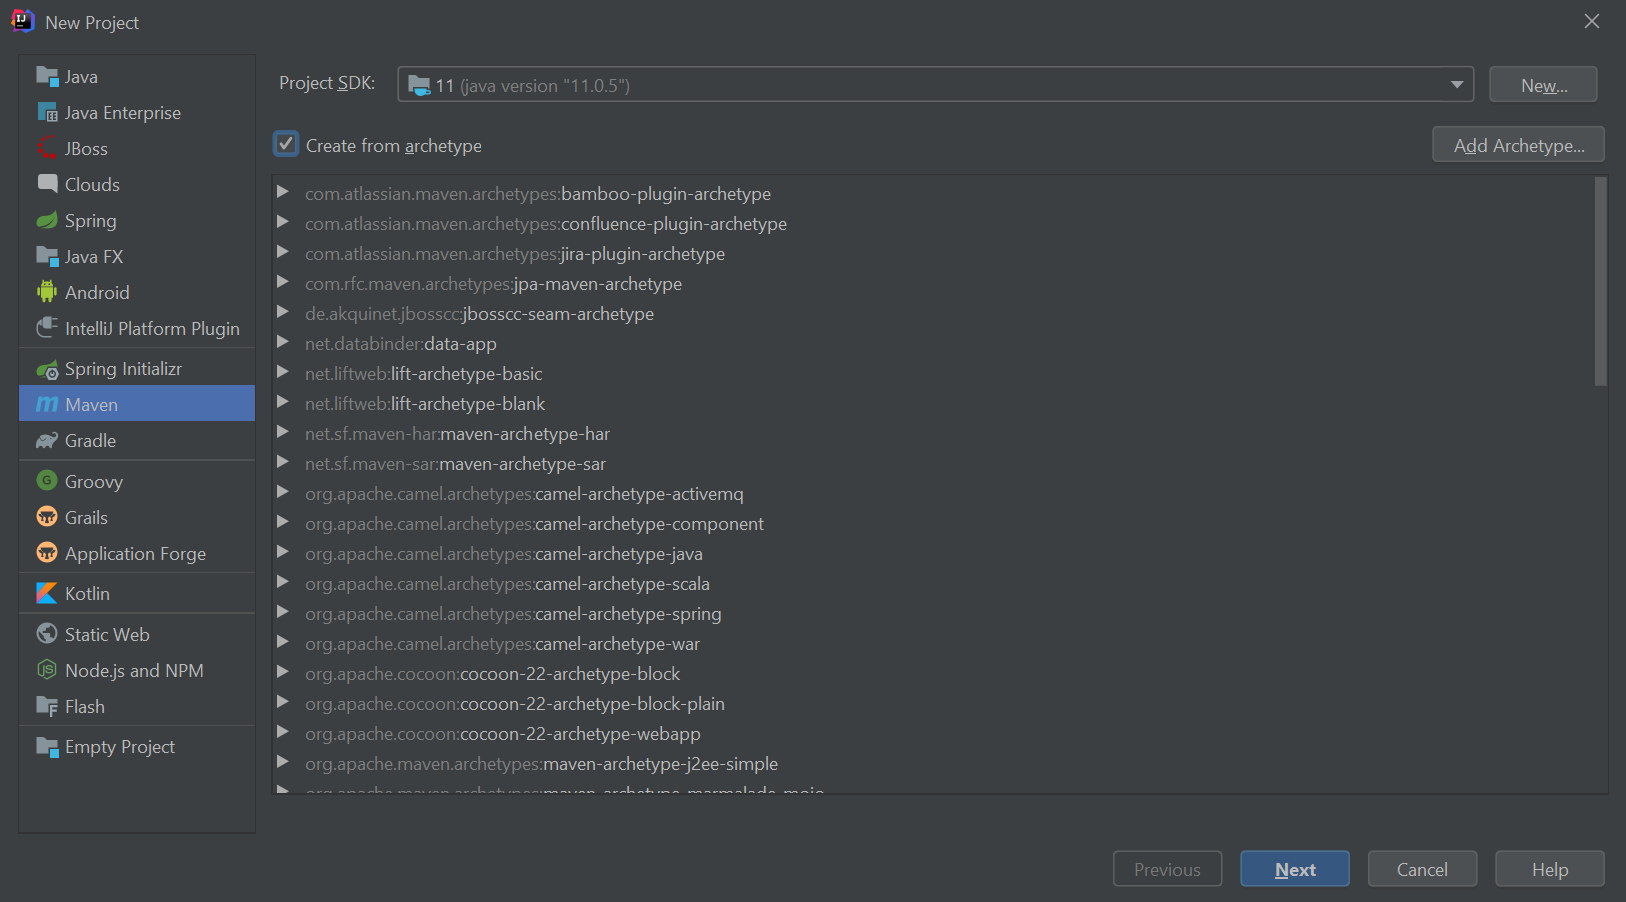 New Project
Java
Java Enterprise
JBoss
Clouds
Spring
Java FX
Android
IntelliJ Platform Plugin
Spring Initializr
Maven
Gradle
Groovy
Grails
Application Forge
Kotlin
Static Web
Node.js and NPM
Flash
Empty Project
Project SDK: 11 (java version "11.0.5") New...
Create from archetype Add Archetype...
com.atlassian.maven.archetypes:bamboo-plugin-archetype
com.atlassian.maven.archetypes:confluence-plugin-archetype
com.atlassian.maven.archetypes:jira-plugin-archetype
com.rfc.maven.archetypes:jpa-maven-archetype
de.akquinet.jbosscc:jbosscc-seam-archetype
net.databinder:data-app
net.liftweb:lift-archetype-basic
net.liftweb:lift-archetype-blank
net.sf.maven-har:maven-archetype-har
net.sf.maven-sar:maven-archetype-sar
org.apache.camel.archetypes:camel-archetype-activemq
org.apache.camel.archetypes:camel-archetype-component
org.apache.camel.archetypes:camel-archetype-java
org.apache.camel.archetypes:camel-archetype-scala
org.apache.camel.archetypes:camel-archetype-spring
org.apache.camel.archetypes:camel-archetype-war
org.apache.cocoon:cocoon-22-archetype-block
org.apache.cocoon:cocoon-22-archetype-block-plain
org.apache.cocoon:cocoon-22-archetype-webapp
org.apache.maven.archetypes:maven-archetype-j2ee-simple
org.apache.maven.archetypes:maven-archetype-marmalade-mojo
Previous Next Cancel Help